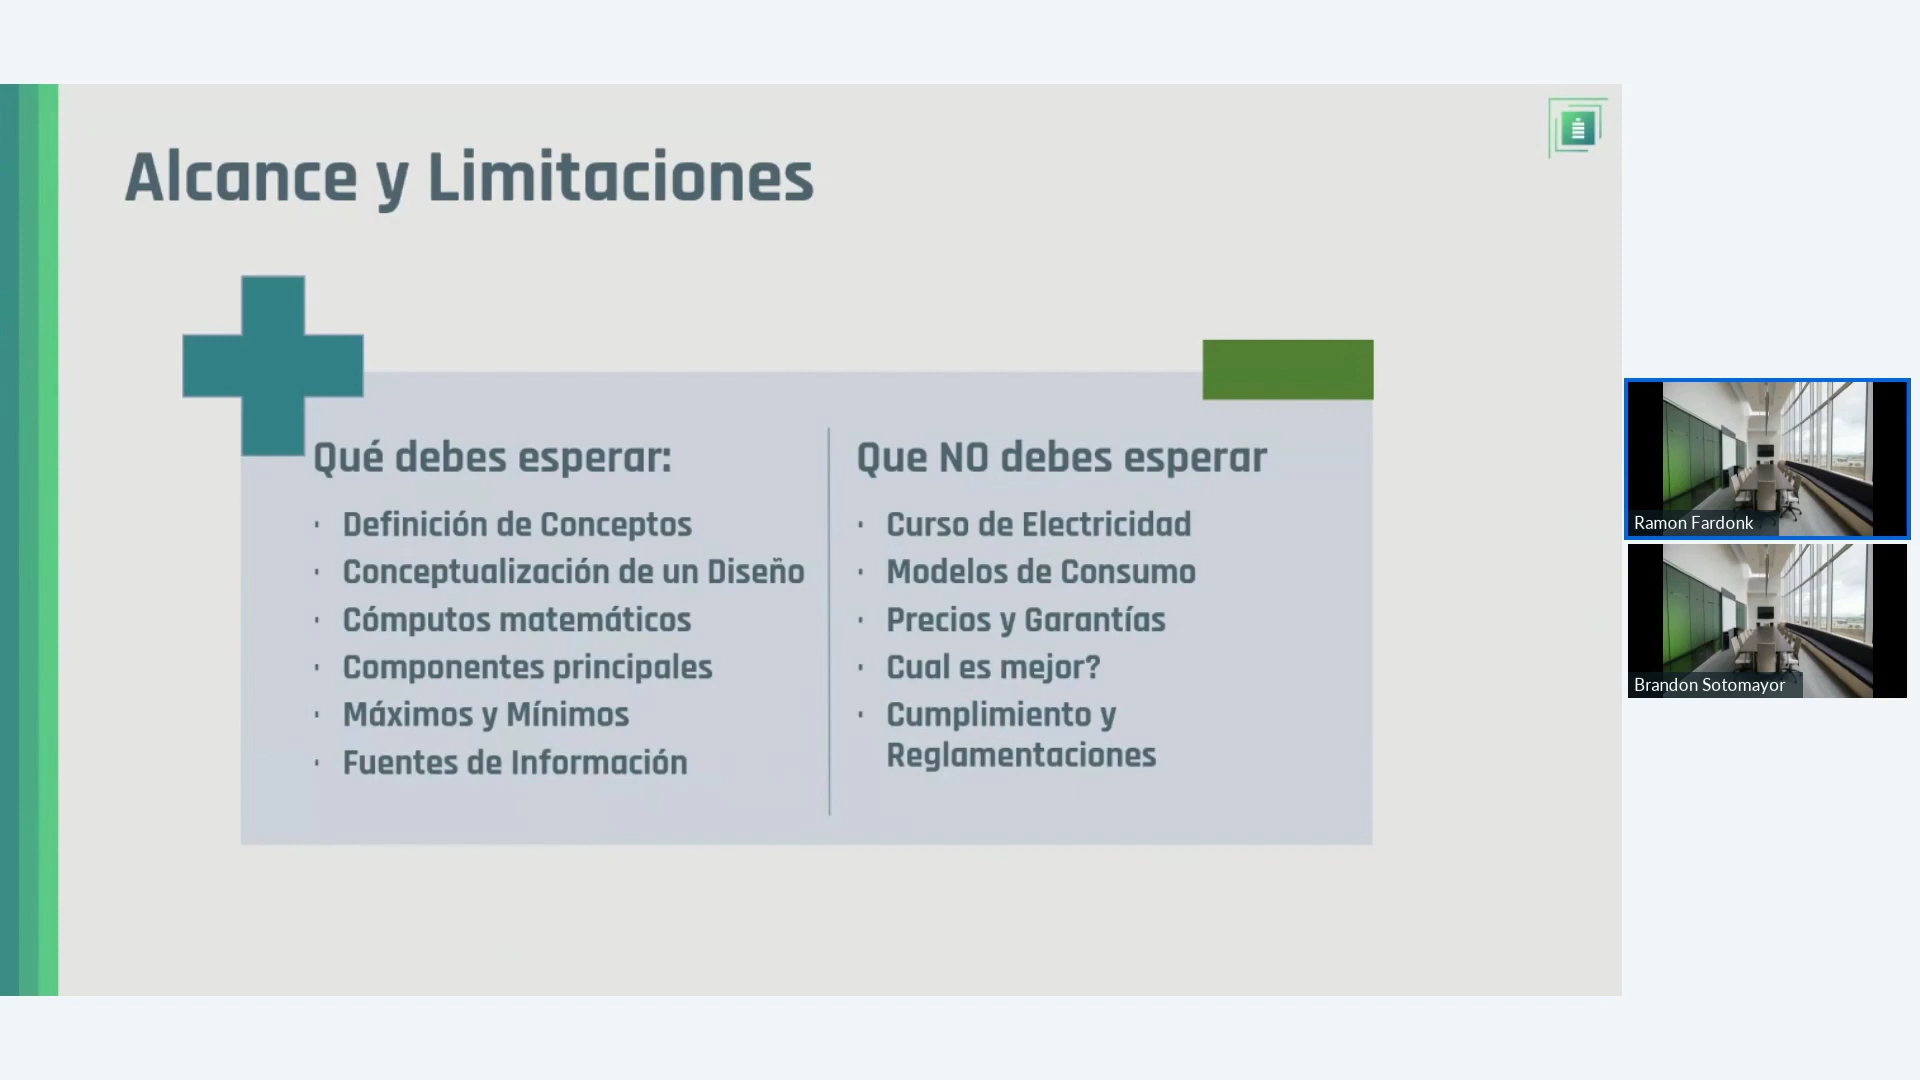 Alcance y Limitaciones
Qué debes esperar:
· Definición de Conceptos
· Conceptualización de un Diseño
· Cómputos matemáticos
· Componentes principales
· Máximos y Mínimos
· Fuentes de Información
Que NO debes esperar
· Curso de Electricidad
· Modelos de Consumo
· Precios y Garantías
· Cual es mejor?
· Cumplimiento y
Reglamentaciones
Ramon Fardonk
Brandon Sotomayor